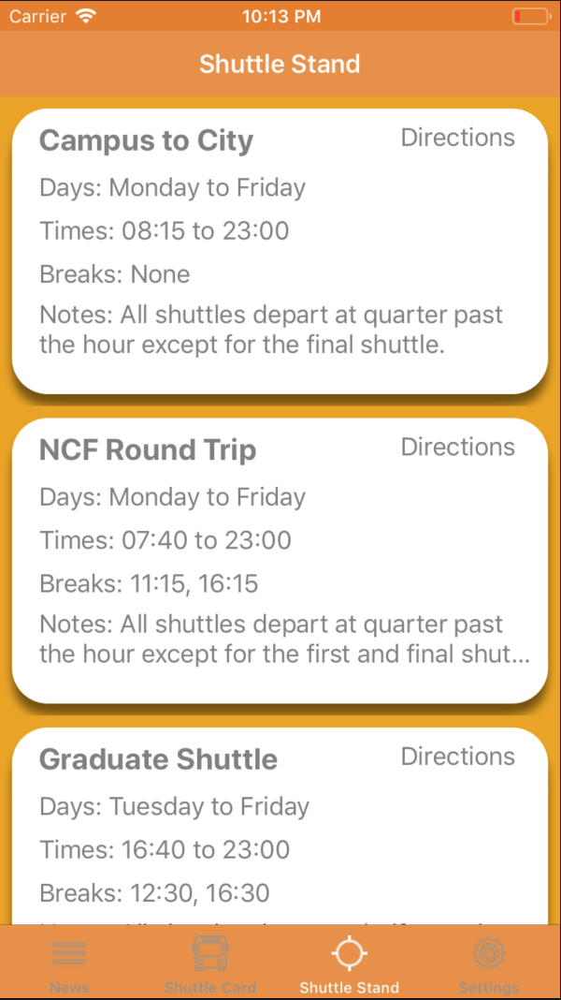 Carrier 10:13 PM
Shuttle Stand
Campus to City Directions
Days: Monday to Friday
Times: 08:15 to 23:00
Breaks: None
Notes: All shuttles depart at quarter past
the hour except for the final shuttle.
NCF Round Trip Directions
Days: Monday to Friday
Times: 07:40 to 23:00
Breaks: 11:15, 16:15
Notes: All shuttles depart at quarter past
the hour except for the first and final shut...
Graduate Shuttle Directions
Days: Tuesday to Friday
Times: 16:40 to 23:00
Breaks: 12:30, 16:30
News Shuttle Card Shuttle Stand Settings